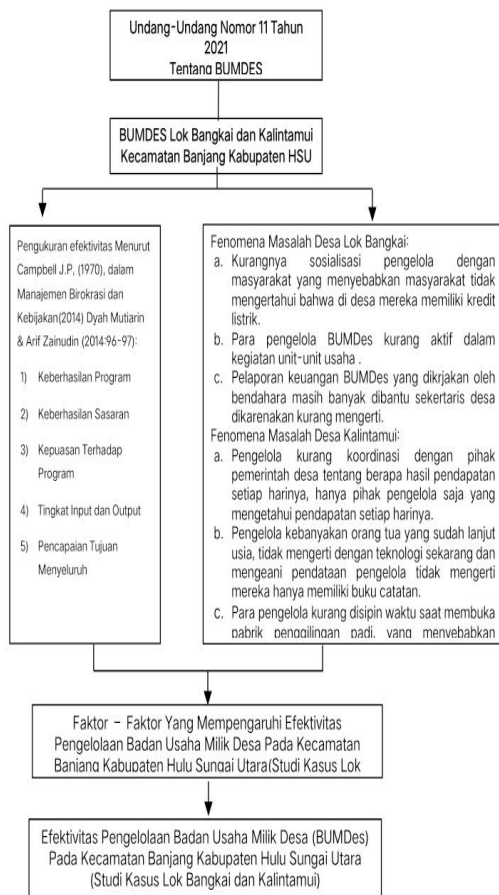 Undang-Undang Nomor 11 Tahun
2021
Tentang BUMDES
BUMDES Lok Bangkai dan Kalintamui
Kecamatan Banjang Kabupaten HSU
Pengukuran efektivitas Menurut
Campbell J.P, (1970), dalam
Manajemen Birokrasi dan
Kebijakan(2014) Dyah Mutiarin
& Arif Zainudin (2014:96-97):
1) Keberhasilan Program
2) Keberhasilan Sasaran
3) Kepuasan Terhadap
Program
4) Tingkat Input dan Output
5) Pencapaian Tujuan
Menyeluruh
Fenomena Masalah Desa Lok Bangkai:
a. Kurangnya sosialisasi pengelola dengan
masyarakat yang menyebabkan masyarakat tidak
mengertahui bahwa di desa mereka memiliki kredit
listrik.
b. Para pengelola BUMDes kurang aktif dalam
kegiatan unit-unit usaha .
c. Pelaporan keuangan BUMDes yang dikrjakan oleh
bendahara masih banyak dibantu sekertaris desa
dikarenakan kurang mengerti.
Fenomena Masalah Desa Kalintamui:
a. Pengelola kurang koordinasi dengan pihak
pemerintah desa tentang berapa hasil pendapatan
setiap harinya, hanya pihak pengelola saja yang
mengetahui pendapatan setiap harinya.
b. Pengelola kebanyakan orang tua yang sudah lanjut
usia, tidak mengerti dengan teknologi sekarang dan
mengeani pendataan pengelola tidak mengerti
mereka hanya memiliki buku catatan.
c. Para pengelola kurang disipin waktu saat membuka
pabrik penggilingan padi, yang menyebabkan
Faktor – Faktor Yang Mempengaruhi Efektivitas
Pengelolaan Badan Usaha Milik Desa Pada Kecamatan
Banjang Kabupaten Hulu Sungai Utara(Studi Kasus Lok
Efektivitas Pengelolaan Badan Usaha Milik Desa (BUMDes)
Pada Kecamatan Banjang Kabupaten Hulu Sungai Utara
(Studi Kasus Lok Bangkai dan Kalintamui)